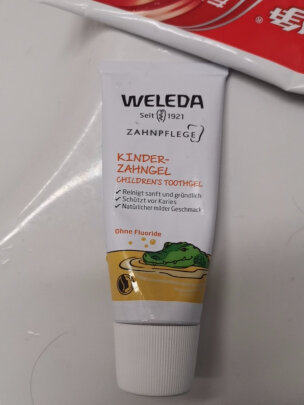 WELEDA
Seit 1921
ZAHNPFLEGE
KINDER-
ZAHNGEL
CHILDREN'S TOOTHGEL
Reinigt sanft und gründlich
Schützt vor Karies
Natürlicher milder Geschmack
Ohne Fluoride